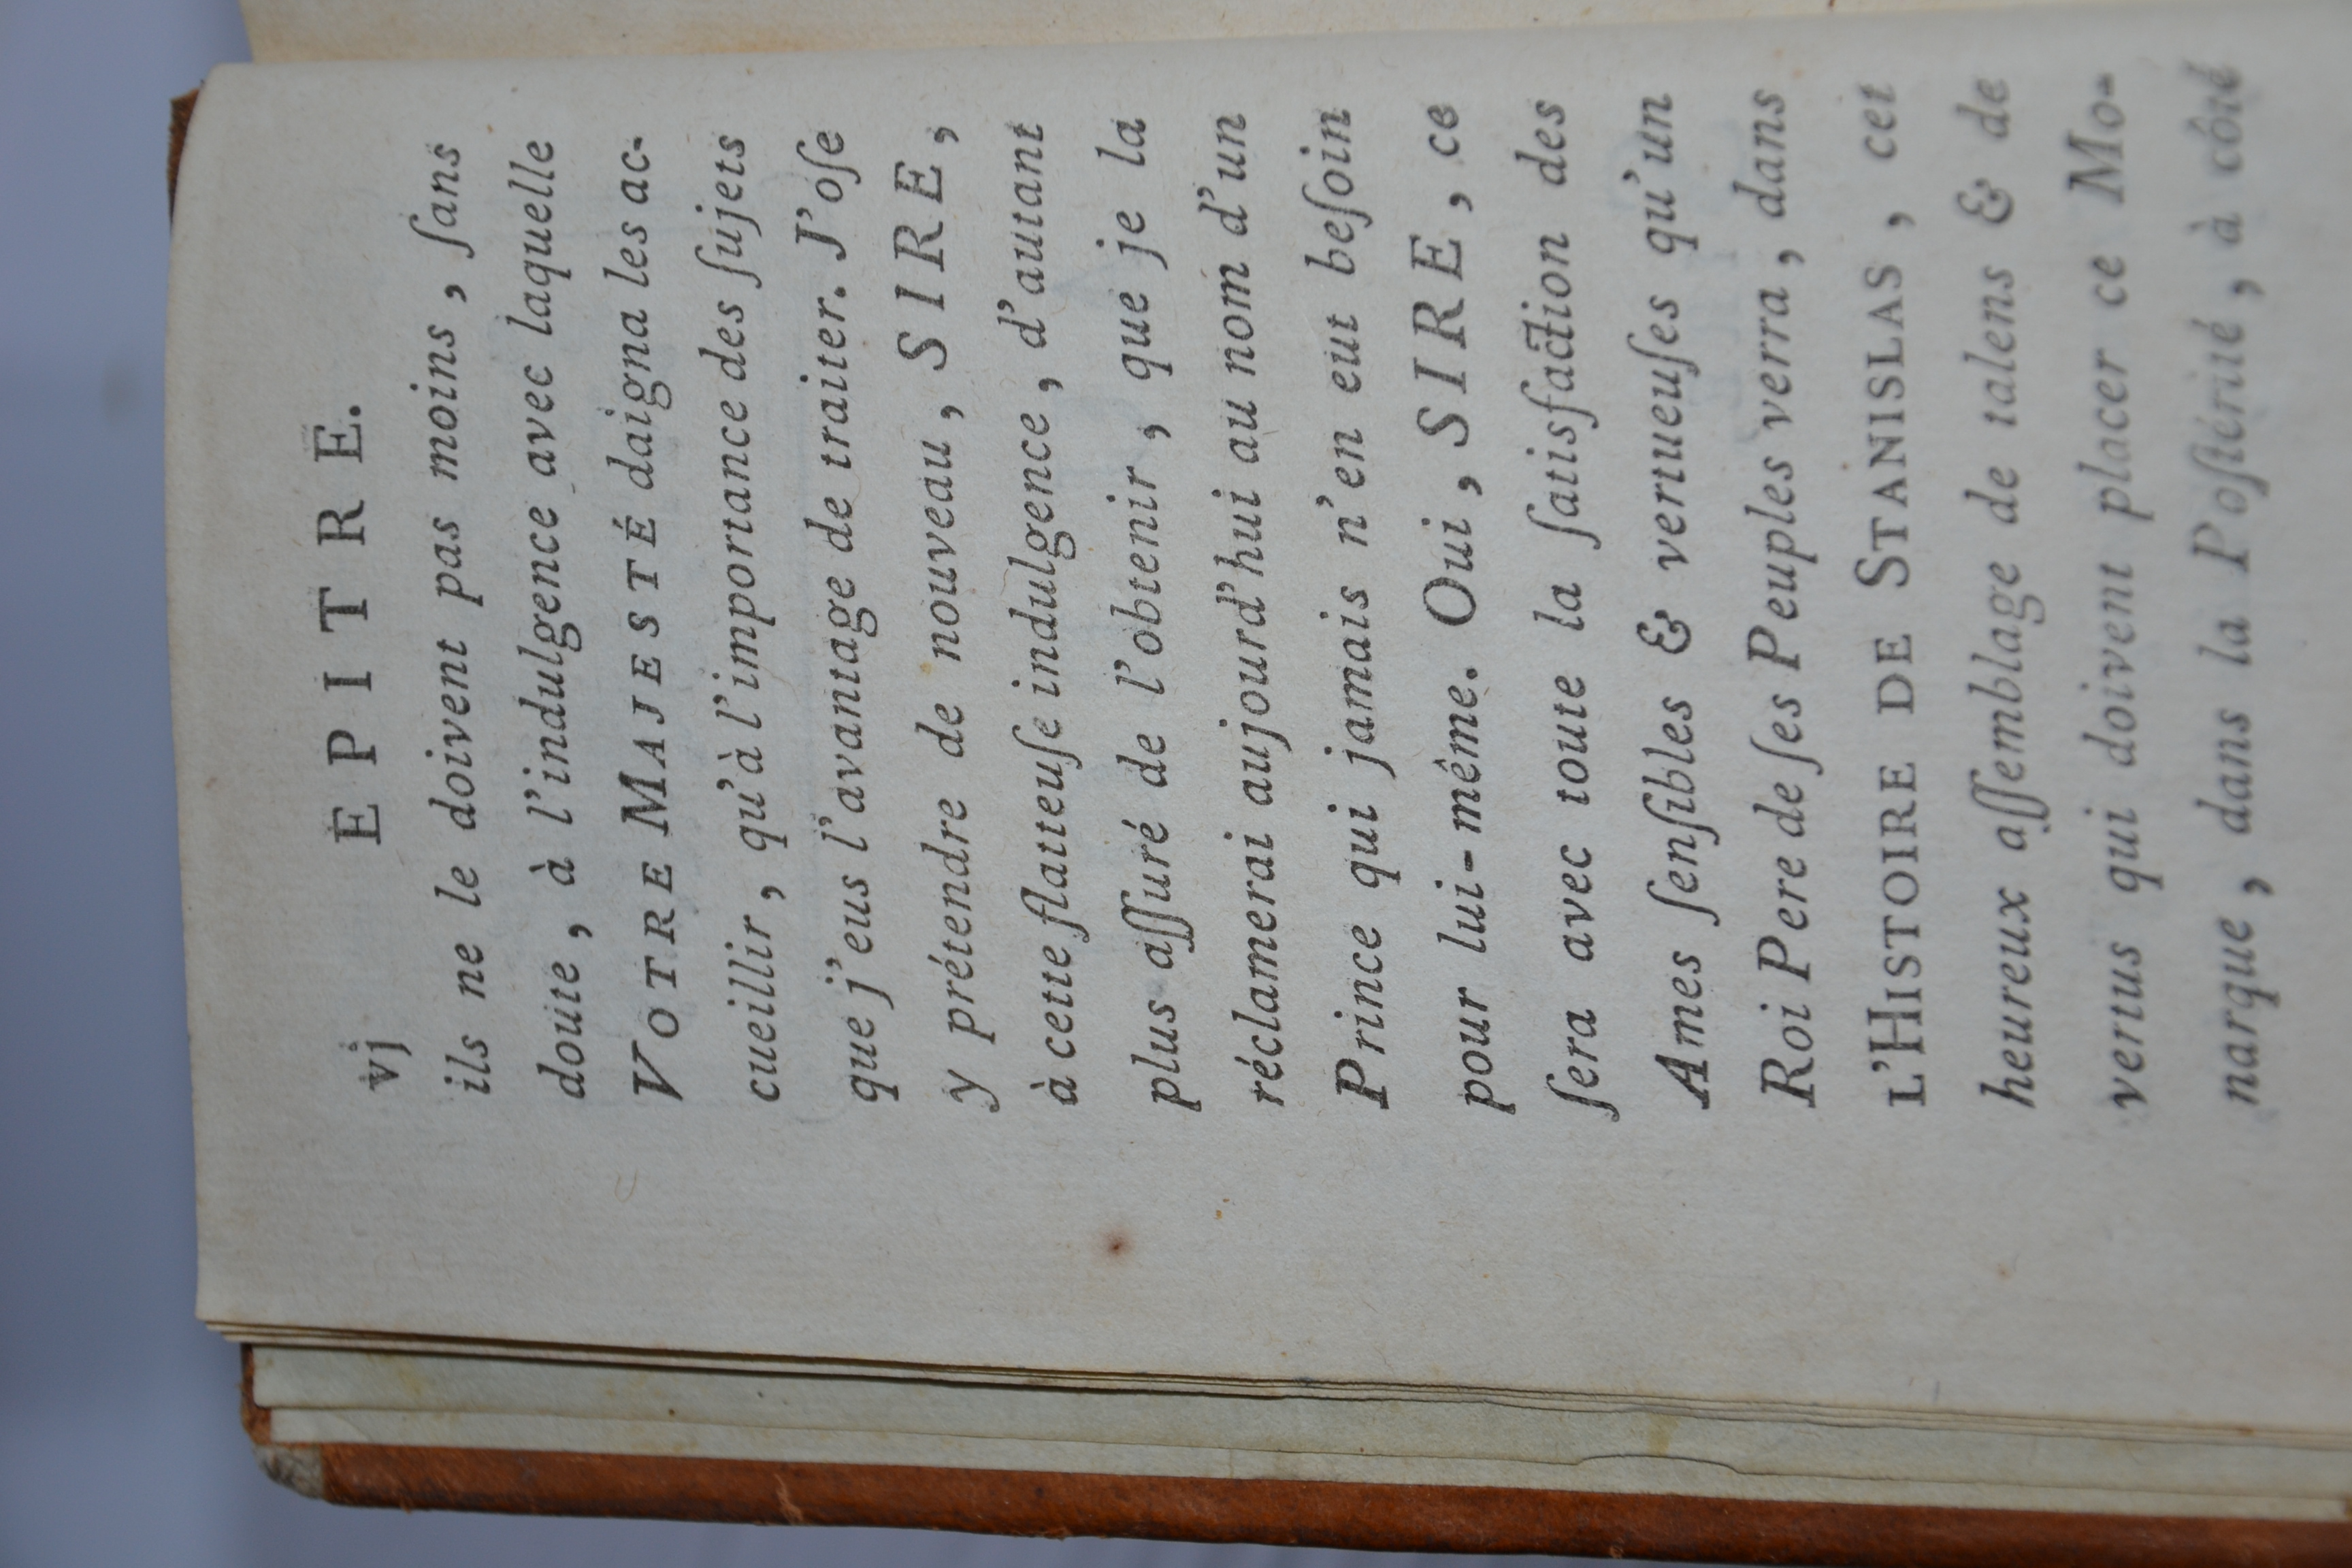 vj EPITRE.
ils ne le doivent pas moins, ſans
doute, à l'indulgence avec laquelle
VOTRE MAJESTÉ daigna les ac-
cueillir, qu'à l'importance des ſujets
que j'eus l'avantage de traiter. J'oſe
y prétendre de nouveau, SIRE,
à cette flatteuſe indulgence, d'autant
plus aſſuré de l'obtenir, que je la
réclamerai aujourd'hui au nom d'un
Prince qui jamais n'en eut beſoin
pour lui-même. Oui, SIRE, ce
ſera avec toute la ſatisfaction des
Ames ſenſibles & vertueuſes qu'un
Roi Pere de ſes Peuples verra, dans
L'HISTOIRE DE STANISLAS, cet
heureux aſſemblage de talens & de
vertus qui doivent placer ce Mo-
narque, dans la Poſtérité, à côté